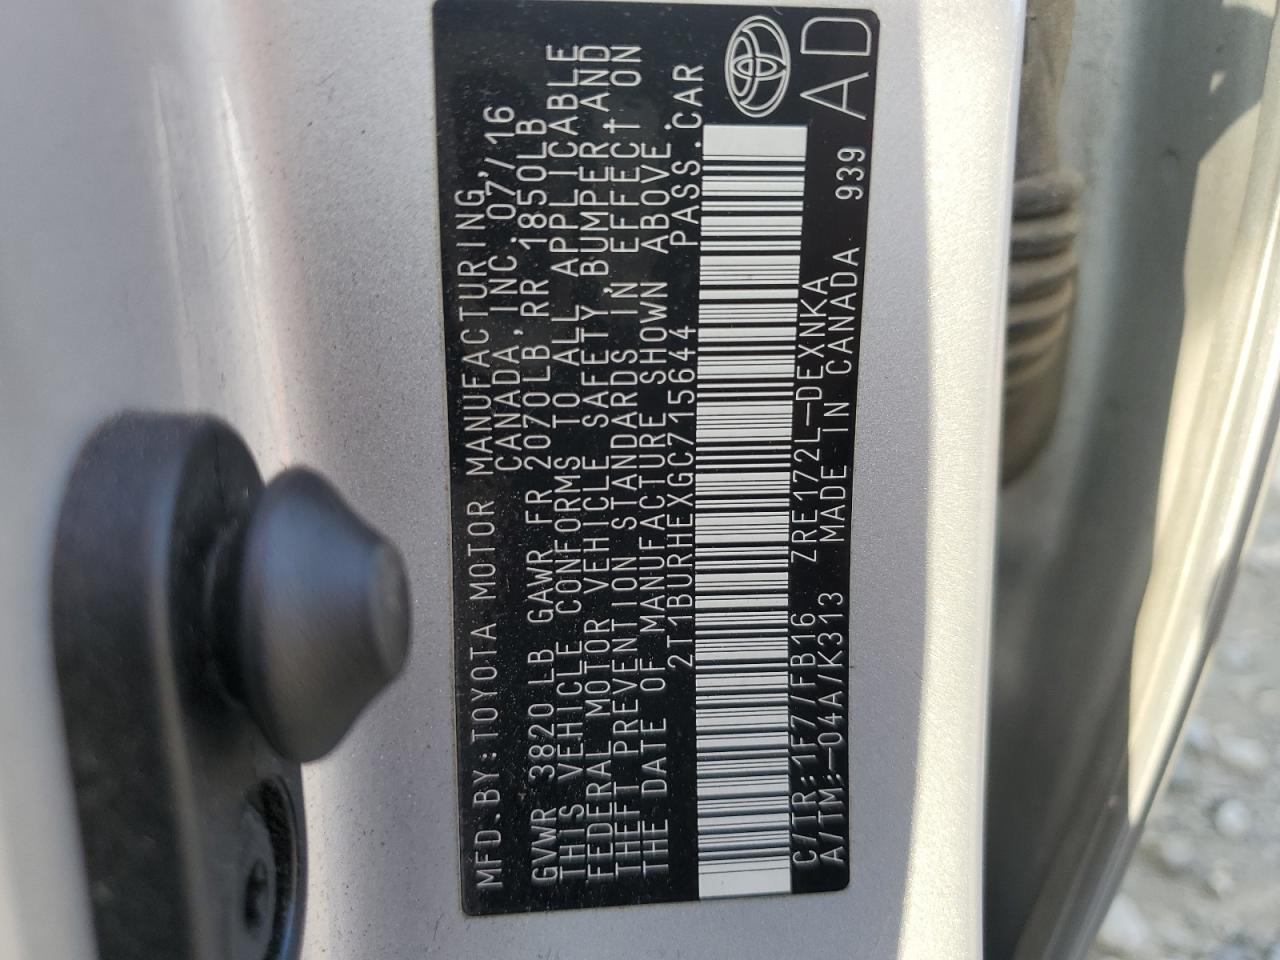 MFD.BY:TOYOTA MOTOR MANUFACTURING,
CANADA, INC. 07/16
GVWR 3820LB GAWR FR 2070LB RR 1850LB
THIS VEHICLE CONFORMS TO ALL APPLICABLE
FEDERAL MOTOR VEHICLE SAFETY, BUMPER, AND
THEFT PREVENTION STANDARDS IN EFFECT ON
THE DATE OF MANUFACTURE SHOWN ABOVE.
2T1BURHEXGC715644 PASS.CAR
C/TR:1F7/FB16 ZRE172L-DEXNKA
A/TM:-04A/K313 MADE IN CANADA 939
AD